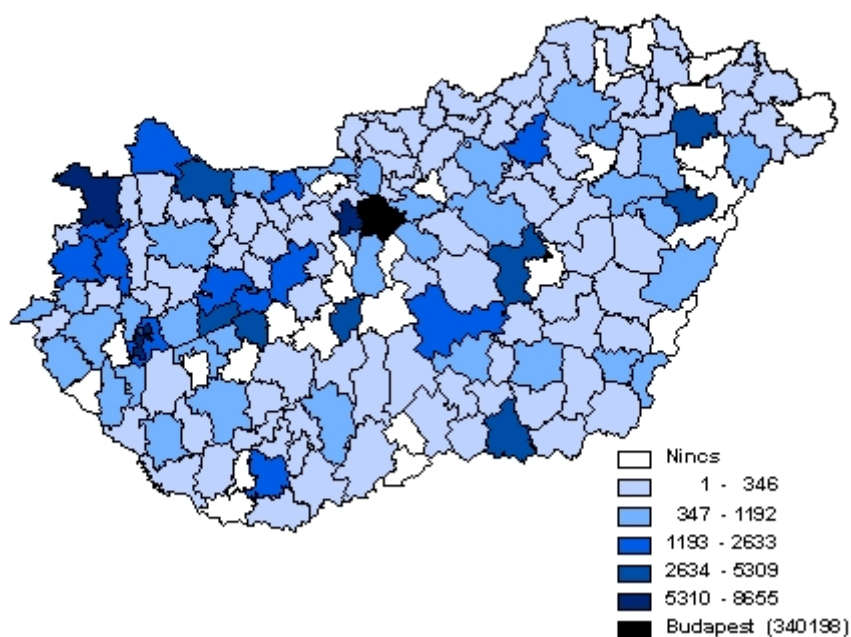 Nincs
1 - 346
347 - 1192
1193 - 2633
2634 - 5309
5310 - 8655
Budapest (340198)